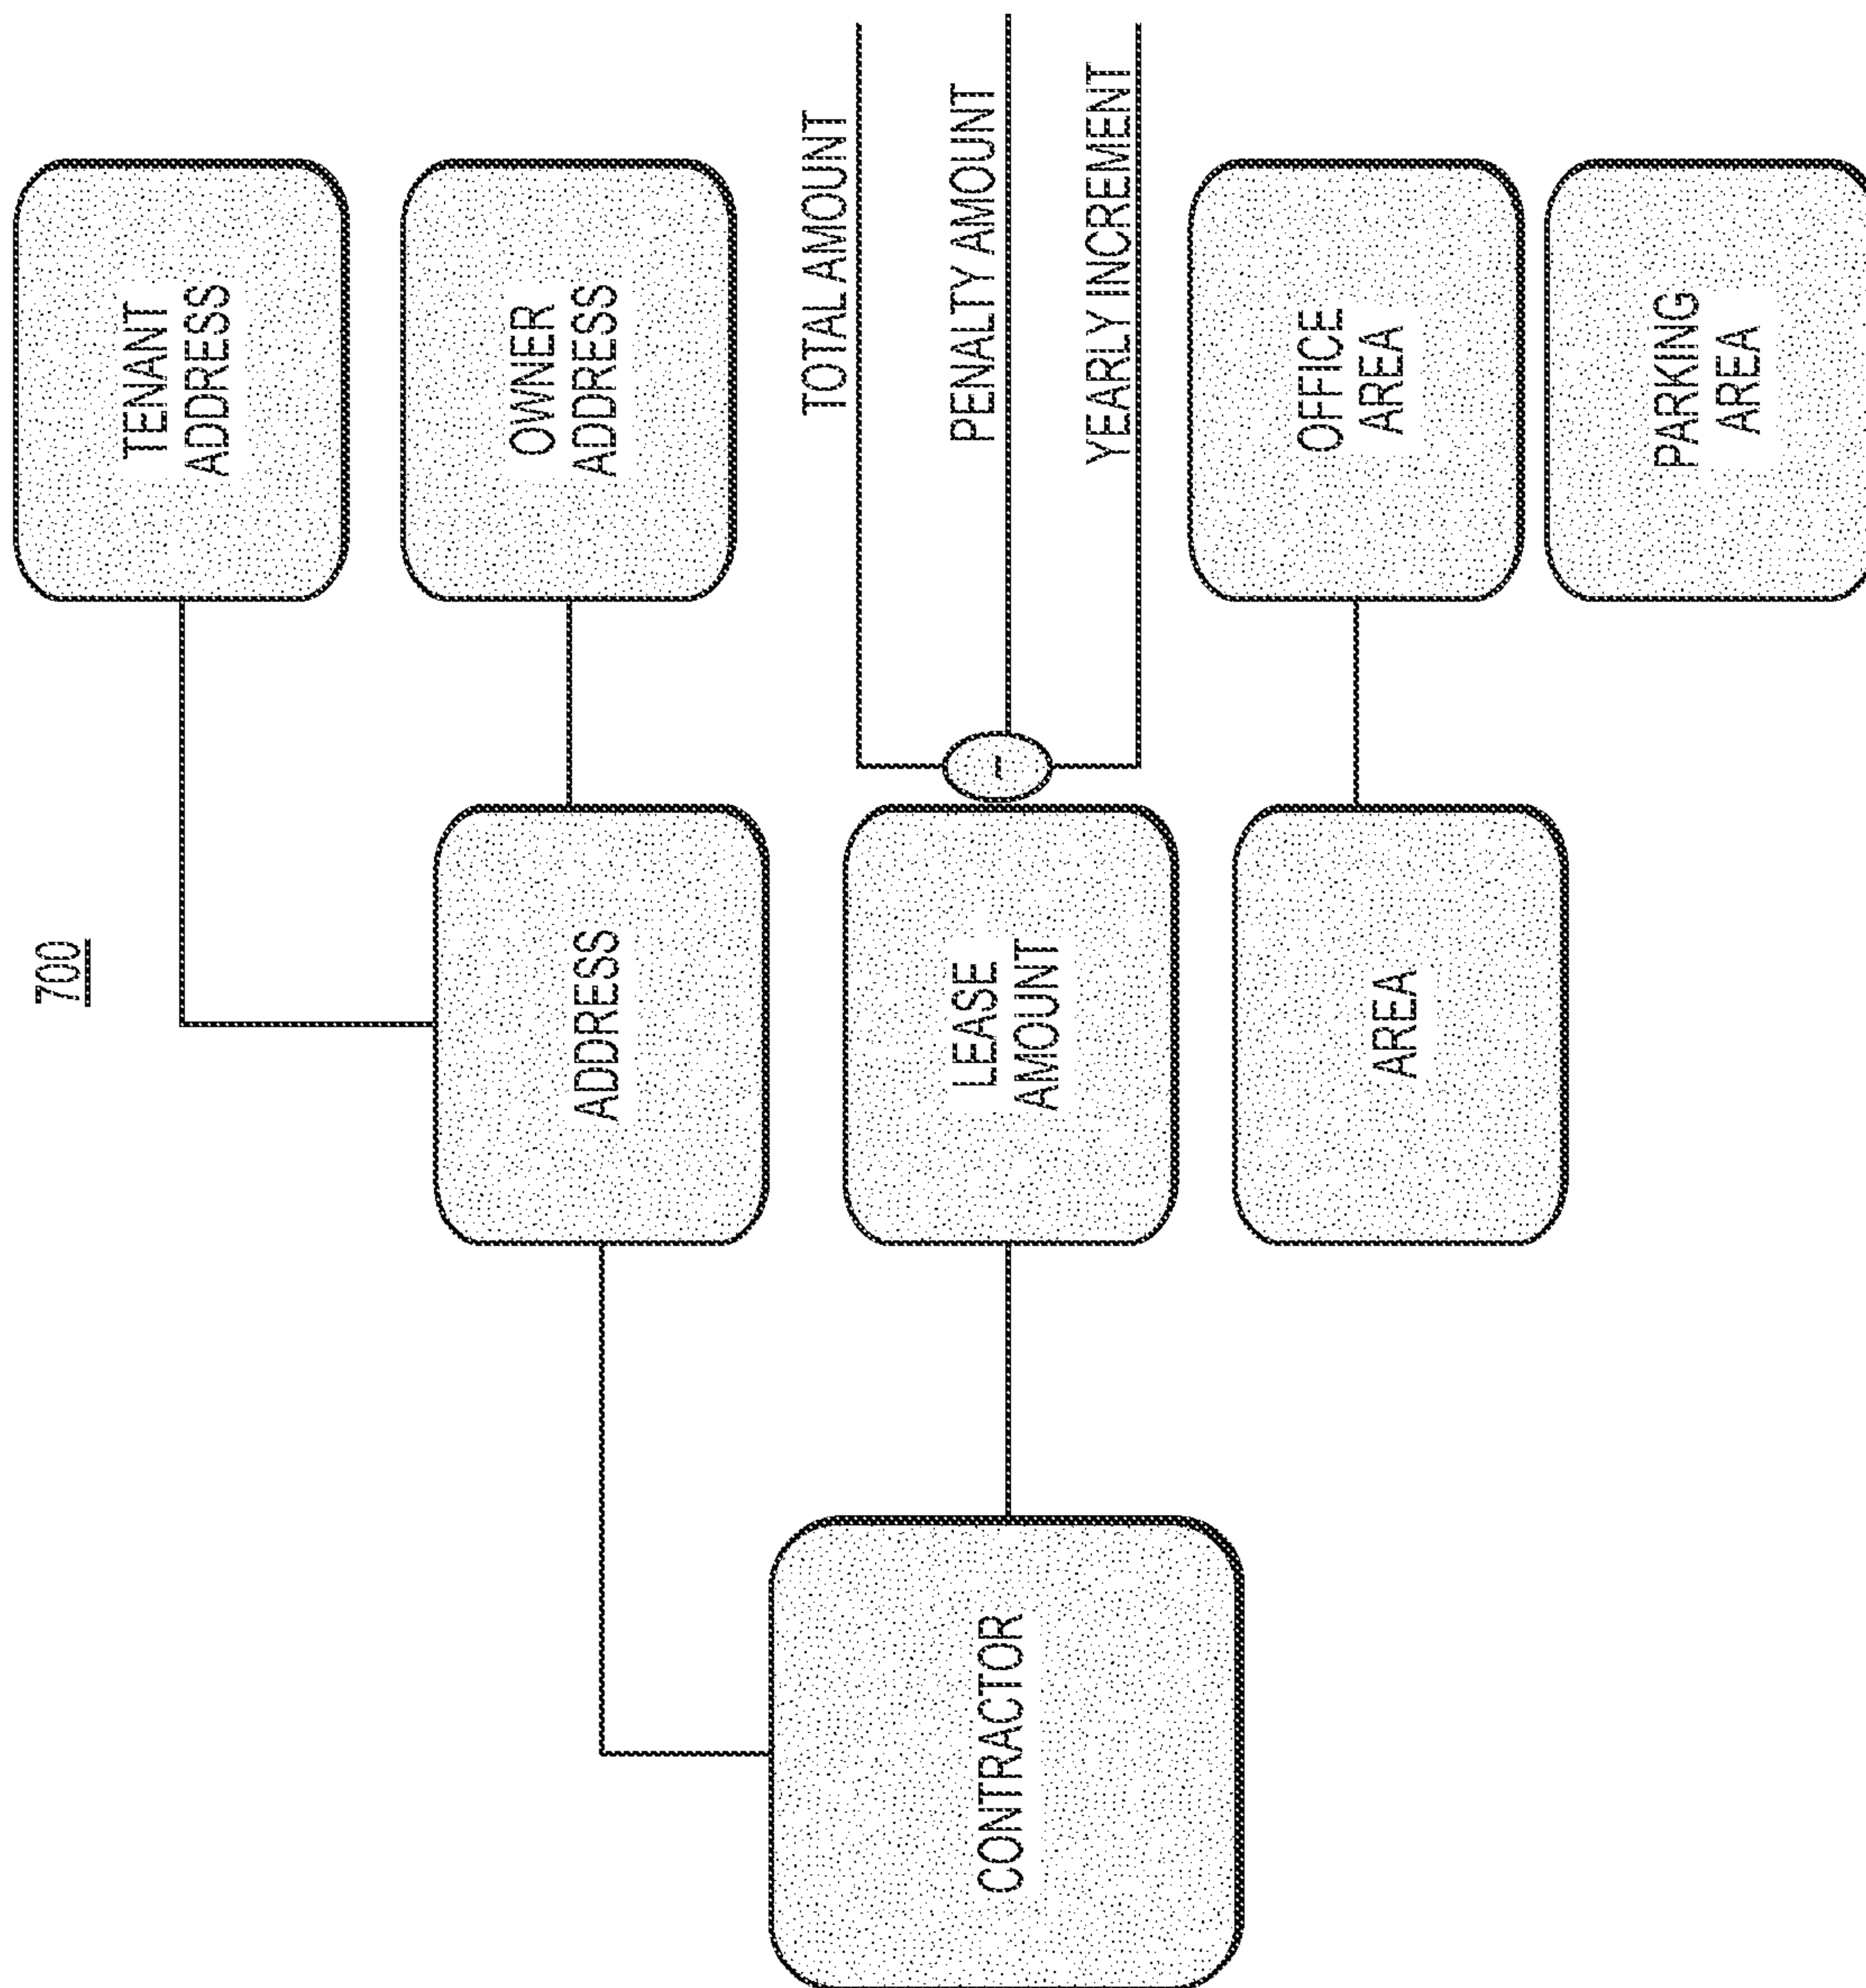 700
TENANT
ADDRESS
OWNER
ADDRESS
ADDRESS
TOTAL AMOUNT
PENALTY AMOUNT
YEARLY INCREMENT
-
LEASE
AMOUNT
CONTRACTOR
OFFICE
AREA
AREA
PARKING
AREA